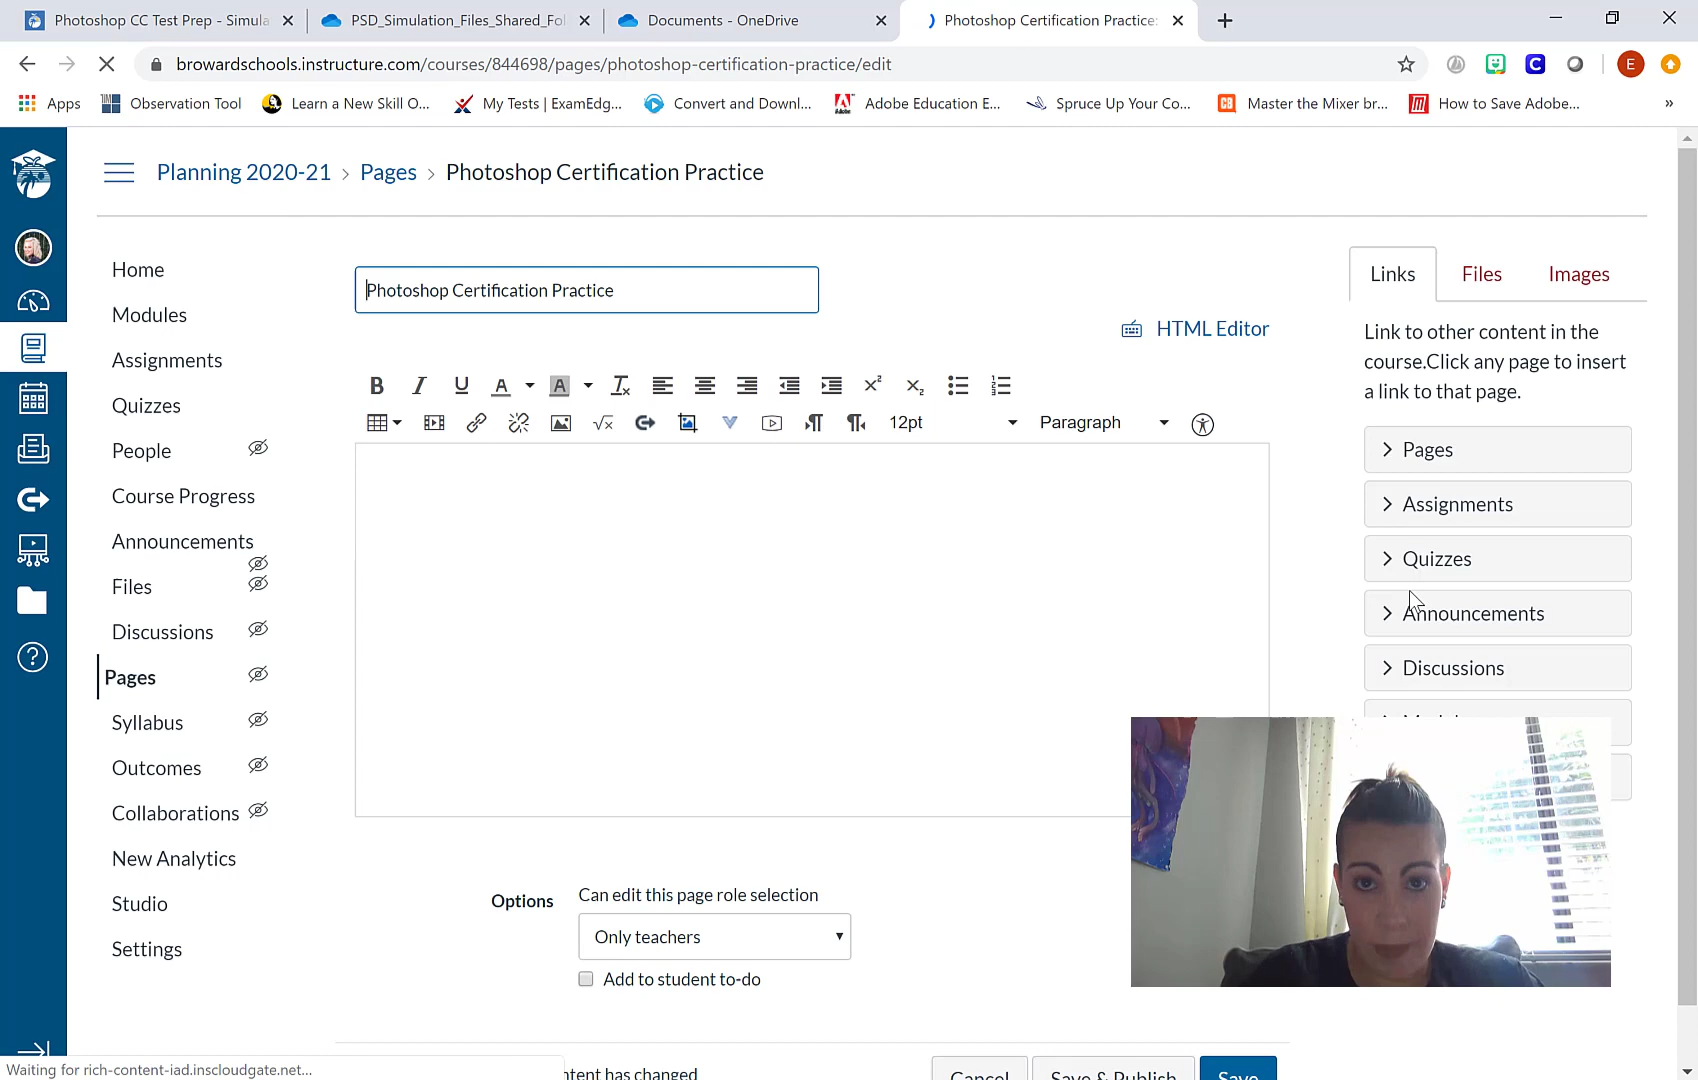 Photoshop CC Test Prep - Simula
PSD_Simulation_Files_Shared_Fol
Documents - OneDrive
Photoshop Certification Practice:
browardschools.instructure.com/courses/844698/pages/photoshop-certification-practice/edit
E
Apps
Observation Tool
Learn a New Skill O...
My Tests | ExamEdg...
Convert and Downl...
Adobe Education E...
Spruce Up Your Co...
CB Master the Mixer br...
How to Save Adobe...
»
Planning 2020-21 › Pages › Photoshop Certification Practice
Home
Modules
Assignments
Quizzes
People
Course Progress
Announcements
Files
Discussions
Pages
Syllabus
Outcomes
Collaborations
New Analytics
Studio
Settings
Photoshop Certification Practice
HTML Editor
12pt
Paragraph
Options
Can edit this page role selection
Only teachers
Add to student to-do
ntent has changed
Cancel
Save & Publish
Save
Links
Files
Images
Link to other content in the
course.Click any page to insert
a link to that page.
Pages
Assignments
Quizzes
Announcements
Discussions
Waiting for rich-content-iad.inscloudgate.net...